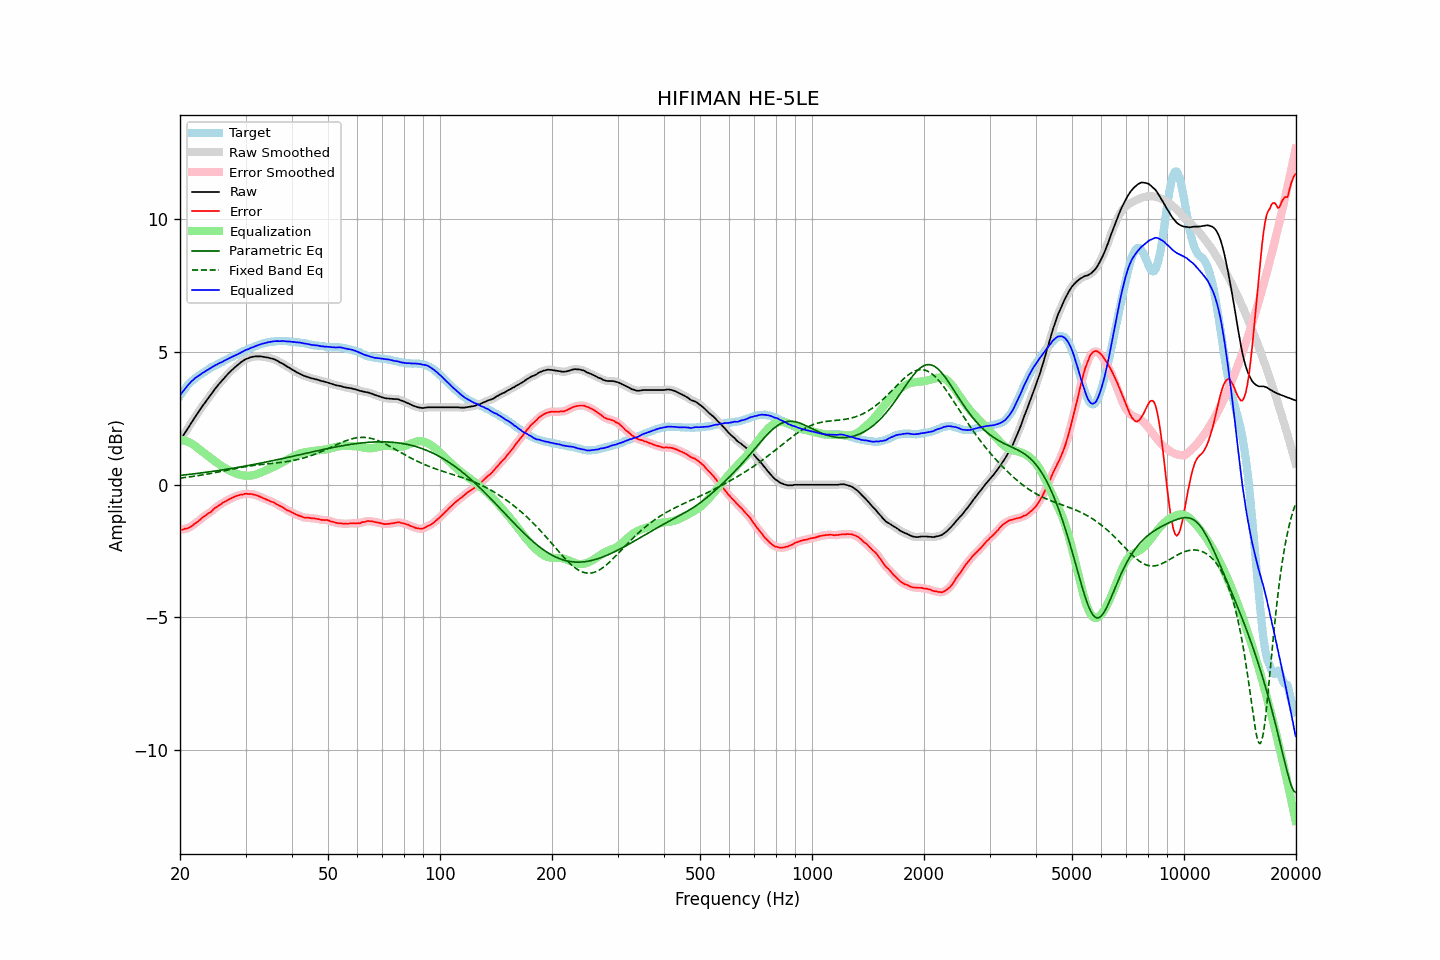 HIFIMAN HE-5LE
Target
Raw Smoothed
Error Smoothed
Raw
Error
Equalization
Parametric Eq
Fixed Band Eq
Equalized
Amplitude (dBr)
10
5
0
−5
−10
20
50
100
200
500
1000
2000
5000
10000
20000
Frequency (Hz)